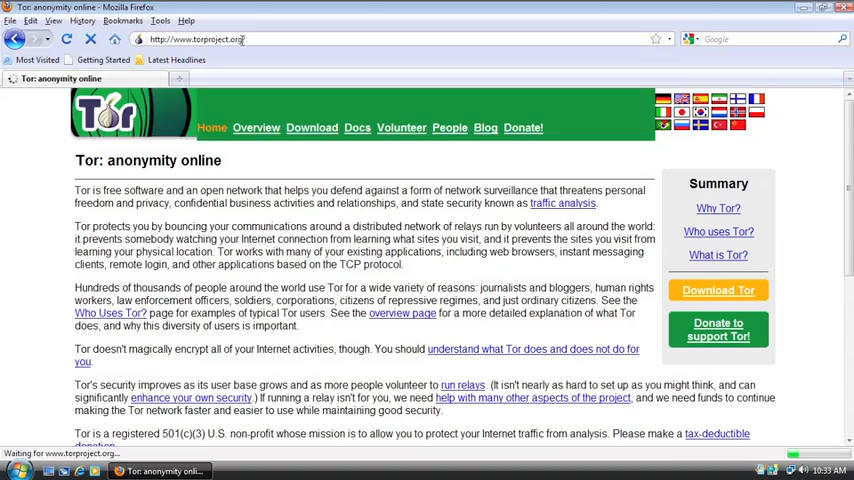 Tor: anonymity online - Mozilla Firefox
File Edit View History Bookmarks Tools Help
http://www.torproject.org
Google
Most Visited Getting Started Latest Headlines
Tor: anonymity online
Tor
Home Overview Download Docs Volunteer People Blog Donate!
Tor: anonymity online
Tor is free software and an open network that helps you defend against a form of network surveillance that threatens personal
freedom and privacy, confidential business activities and relationships, and state security known as traffic analysis.
Tor protects you by bouncing your communications around a distributed network of relays run by volunteers all around the world:
it prevents somebody watching your Internet connection from learning what sites you visit, and it prevents the sites you visit from
learning your physical location. Tor works with many of your existing applications, including web browsers, instant messaging
clients, remote login, and other applications based on the TCP protocol.
Hundreds of thousands of people around the world use Tor for a wide variety of reasons: journalists and bloggers, human rights
workers, law enforcement officers, soldiers, corporations, citizens of repressive regimes, and just ordinary citizens. See the
Who Uses Tor? page for examples of typical Tor users. See the overview page for a more detailed explanation of what Tor
does, and why this diversity of users is important.
Tor doesn't magically encrypt all of your Internet activities, though. You should understand what Tor does and does not do for
you.
Tor's security improves as its user base grows and as more people volunteer to run relays. (It isn't nearly as hard to set up as you might think, and can
significantly enhance your own security.) If running a relay isn't for you, we need help with many other aspects of the project, and we need funds to continue
making the Tor network faster and easier to use while maintaining good security.
Tor is a registered 501(c)(3) U.S. non-profit whose mission is to allow you to protect your Internet traffic from analysis. Please make a tax-deductible
donation.
Summary
Why Tor?
Who uses Tor?
What is Tor?
Download Tor
Donate to
support Tor!
Waiting for www.torproject.org...
Tor: anonymity onli...
10:33 AM